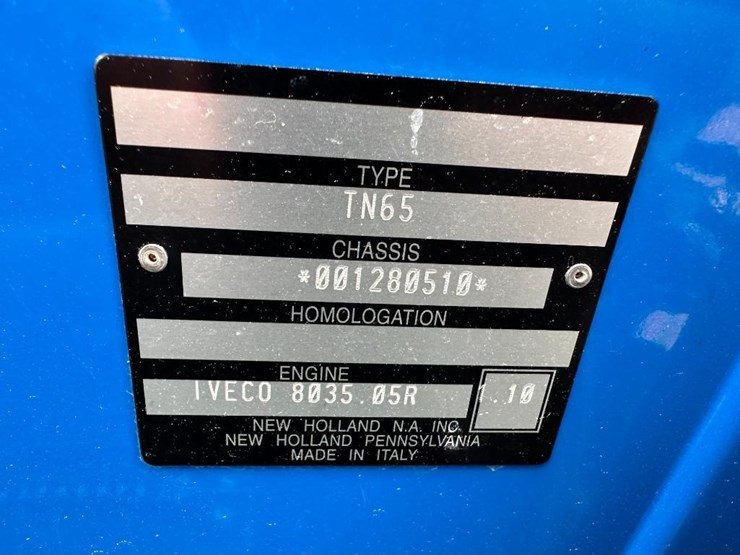 TYPE
TN65
CHASSIS
*001280510*
HOMOLOGATION
ENGINE
IVECO 8035.05R 1.10
NEW HOLLAND N.A. INC.
NEW HOLLAND PENNSYLVANIA
MADE IN ITALY